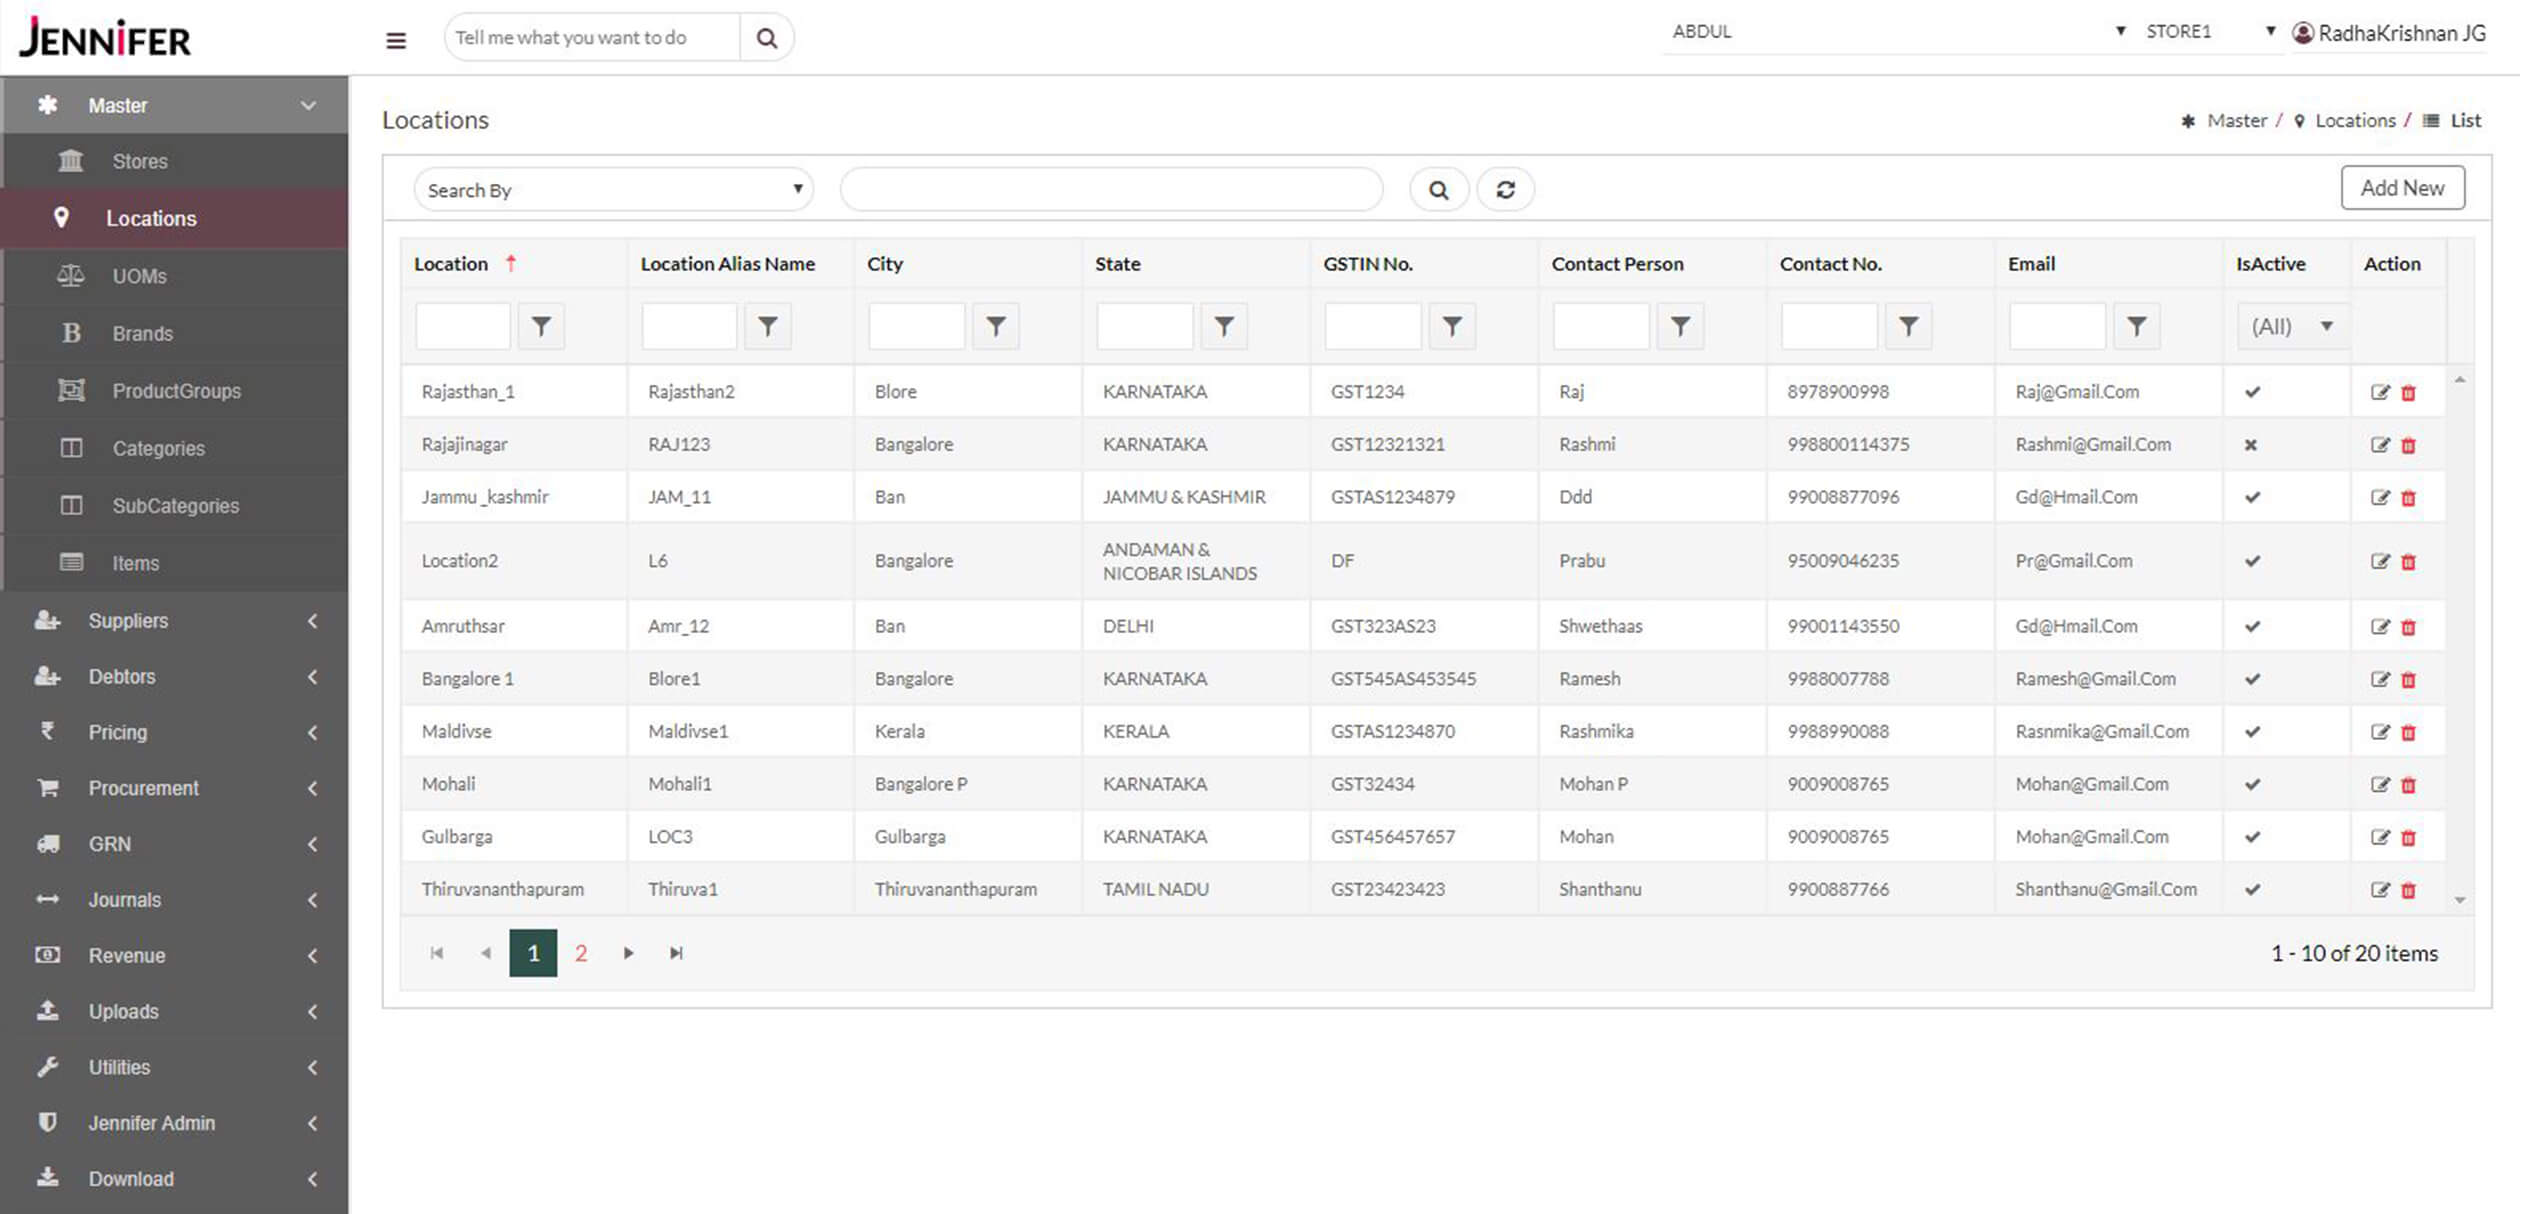 JENNiFER
Tell me what you want to do
ABDUL
STORE1
RadhaKrishnan JG
Master
Stores
Locations
UOMs
B Brands
ProductGroups
Categories
SubCategories
Items
Suppliers
Debtors
₹ Pricing
Procurement
GRN
Journals
Revenue
Uploads
Utilities
Jennifer Admin
Download
Locations
Master / Locations / List
Search By
Add New
Location Location Alias Name City State GSTIN No. Contact Person Contact No. Email IsActive Action
(All)
Rajasthan_1 Rajasthan2 Blore KARNATAKA GST1234 Raj 8978900998 Raj@Gmail.Com
Rajajinagar RAJ123 Bangalore KARNATAKA GST12321321 Rashmi 998800114375 Rashmi@Gmail.Com
Jammu_kashmir JAM_11 Ban JAMMU & KASHMIR GSTAS1234879 Ddd 99008877096 Gd@Hmail.Com
Location2 L6 Bangalore ANDAMAN &
NICOBAR ISLANDS DF Prabu 95009046235 Pr@Gmail.Com
Amruthsar Amr_12 Ban DELHI GST323AS23 Shwethaas 99001143550 Gd@Hmail.Com
Bangalore 1 Blore1 Bangalore KARNATAKA GST545AS453545 Ramesh 9988007788 Ramesh@Gmail.Com
Maldivse Maldivse1 Kerala KERALA GSTAS1234870 Rashmika 9988990088 Rasnmika@Gmail.Com
Mohali Mohali1 Bangalore P KARNATAKA GST32434 Mohan P 9009008765 Mohan@Gmail.Com
Gulbarga LOC3 Gulbarga KARNATAKA GST456457657 Mohan 9009008765 Mohan@Gmail.Com
Thiruvananthapuram Thiruva1 Thiruvananthapuram TAMIL NADU GST23423423 Shanthanu 9900887766 Shanthanu@Gmail.Com
1 2
1 - 10 of 20 items